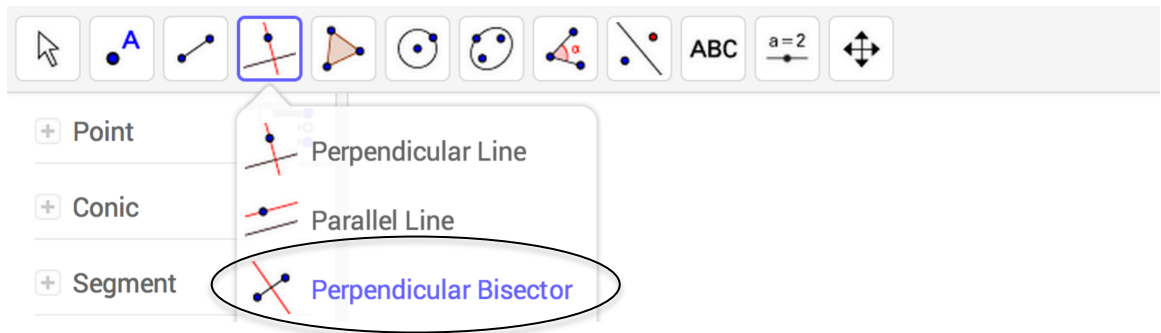 A
α
ABC
a=2
Point
Conic
Segment
Perpendicular Line
Parallel Line
Perpendicular Bisector